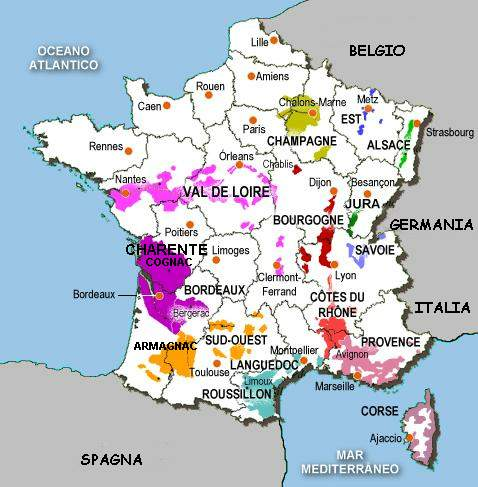 Lille
BELGIO
OCEANO
ATLANTICO
Amiens
Rouen
Caen
Châlons-Marne
Metz
EST
Strasbourg
Paris
CHAMPAGNE
ALSACE
Rennes
Orleans
Chablis
Nantes
VAL DE LOIRE
Dijon
Besançon
JURA
BOURGOGNE
GERMANIA
Poitiers
CHARENTE
COGNAC
Limoges
SAVOIE
Clermont-
Ferrand
Lyon
Bordeaux
BORDEAUX
Bergerac
CÔTES DU
RHÔNE
ITALIA
ARMAGNAC
SUD-OUEST
PROVENCE
Montpellier
Avignon
Toulouse
LANGUEDOC
Limoux
Marseille
ROUSSILLON
CORSE
Ajaccio
SPAGNA
MAR
MEDITERRÀNEO